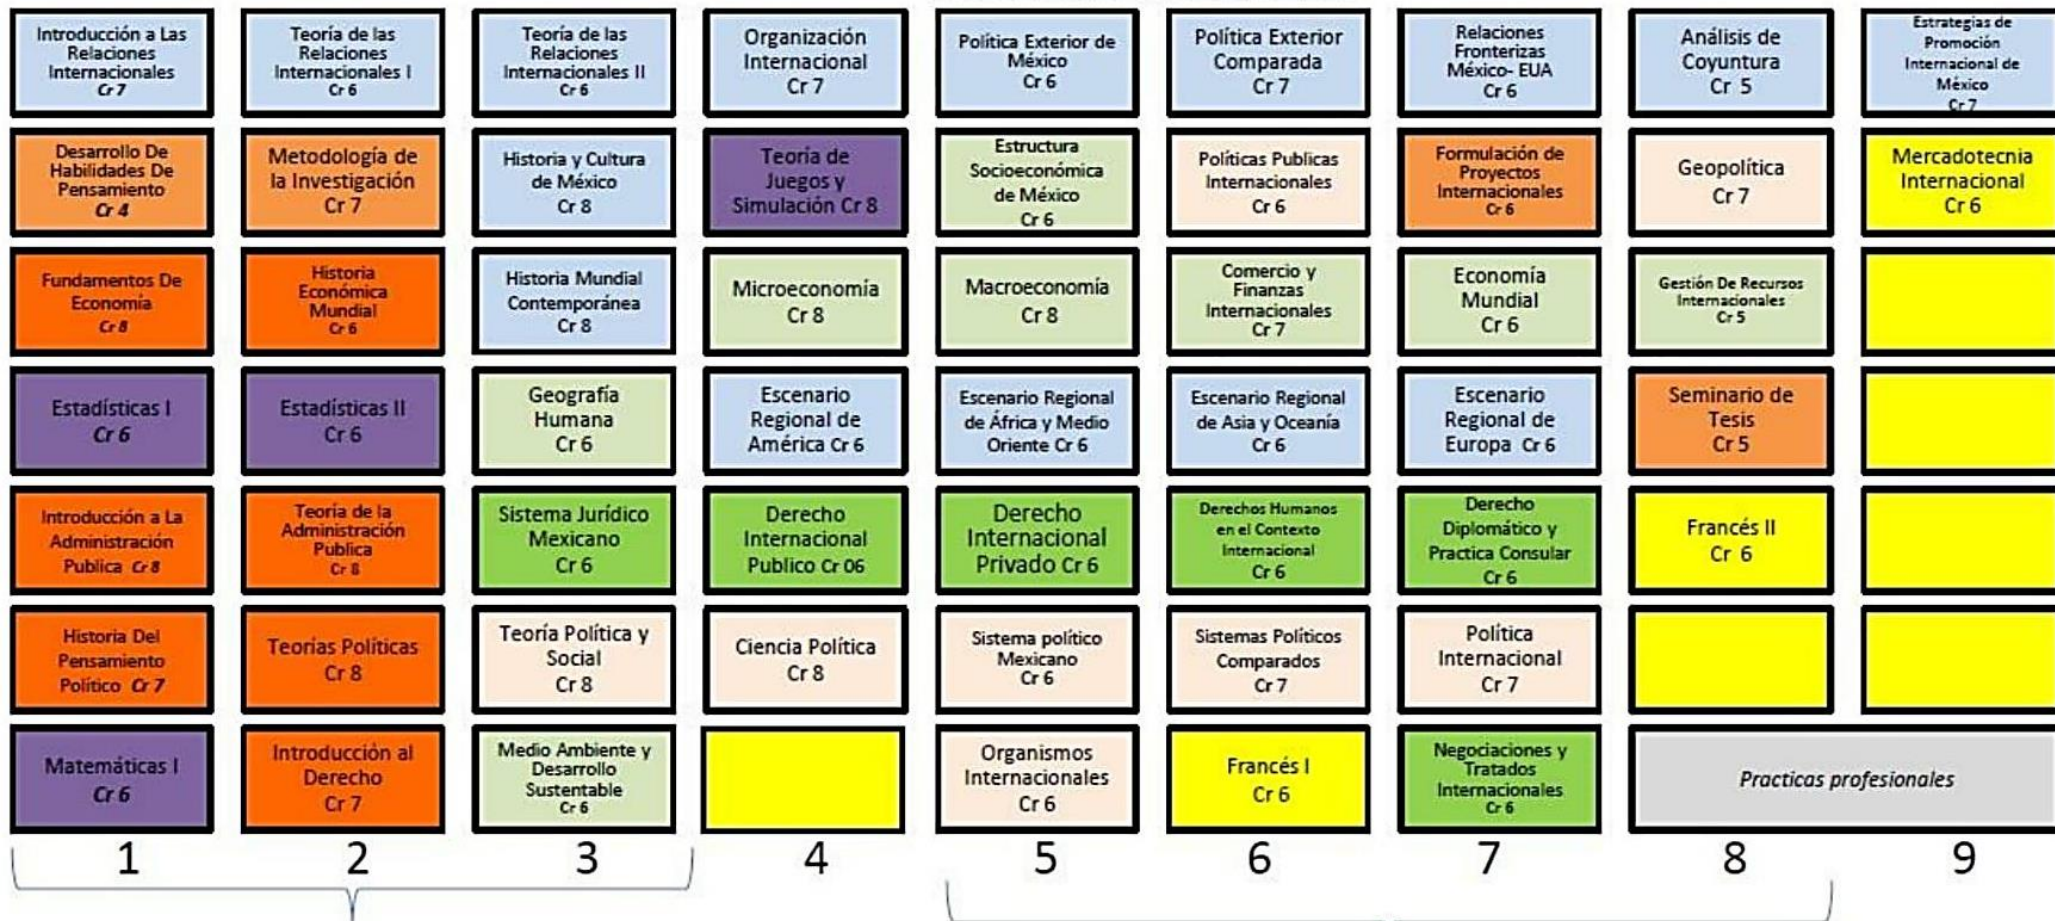 Introducción a Las
Relaciones
Internacionales
Cr 7
Teoría de las
Relaciones
Internacionales I
Cr 6
Teoría de las
Relaciones
Internacionales II
Cr 6
Organización
Internacional
Cr 7
Política Exterior de
México
Cr 6
Política Exterior
Comparada
Cr 7
Relaciones
Fronterizas
México- EUA
Cr 6
Análisis de
Coyuntura
Cr 5
Estrategias de
Promoción
Internacional de
México
Cr 7
Desarrollo De
Habilidades De
Pensamiento
Cr 4
Metodología de
la Investigación
Cr 7
Historia y Cultura
de México
Cr 8
Teoría de
Juegos y
Simulación Cr 8
Estructura
Socioeconómica
de México
Cr 6
Políticas Publicas
Internacionales
Cr 6
Formulación de
Proyectos
Internacionales
Cr 6
Geopolítica
Cr 7
Mercadotecnia
Internacional
Cr 6
Fundamentos De
Economía
Cr 8
Historia
Económica
Mundial
Cr 6
Historia Mundial
Contemporánea
Cr 8
Microeconomía
Cr 8
Macroeconomía
Cr 8
Comercio y
Finanzas
Internacionales
Cr 7
Economía
Mundial
Cr 6
Gestión De Recursos
Internacionales
Cr 5
Estadísticas I
Cr 6
Estadísticas II
Cr 6
Geografía
Humana
Cr 6
Escenario
Regional de
América Cr 6
Escenario Regional
de África y Medio
Oriente Cr 6
Escenario Regional
de Asia y Oceanía
Cr 6
Escenario
Regional de
Europa Cr 6
Seminario de
Tesis
Cr 5
Introducción a La
Administración
Publica Cr 8
Teoría de la
Administración
Publica
Cr 8
Sistema Jurídico
Mexicano
Cr 6
Derecho
Internacional
Publico Cr 06
Derecho
Internacional
Privado Cr 6
Derechos Humanos
en el Contexto
Internacional
Cr 6
Derecho
Diplomático y
Practica Consular
Cr 6
Francés II
Cr 6
Historia Del
Pensamiento
Político Cr 7
Teorías Políticas
Cr 8
Teoría Política y
Social
Cr 8
Ciencia Política
Cr 8
Sistema político
Mexicano
Cr 6
Sistemas Políticos
Comparados
Cr 7
Política
Internacional
Cr 7
Matemáticas I
Cr 6
Introducción al
Derecho
Cr 7
Medio Ambiente y
Desarrollo
Sustentable
Cr 6
Organismos
Internacionales
Cr 6
Francés I
Cr 6
Negociaciones y
Tratados
Internacionales
Cr 6
Practicas profesionales
1 2 3 4 5 6 7 8 9